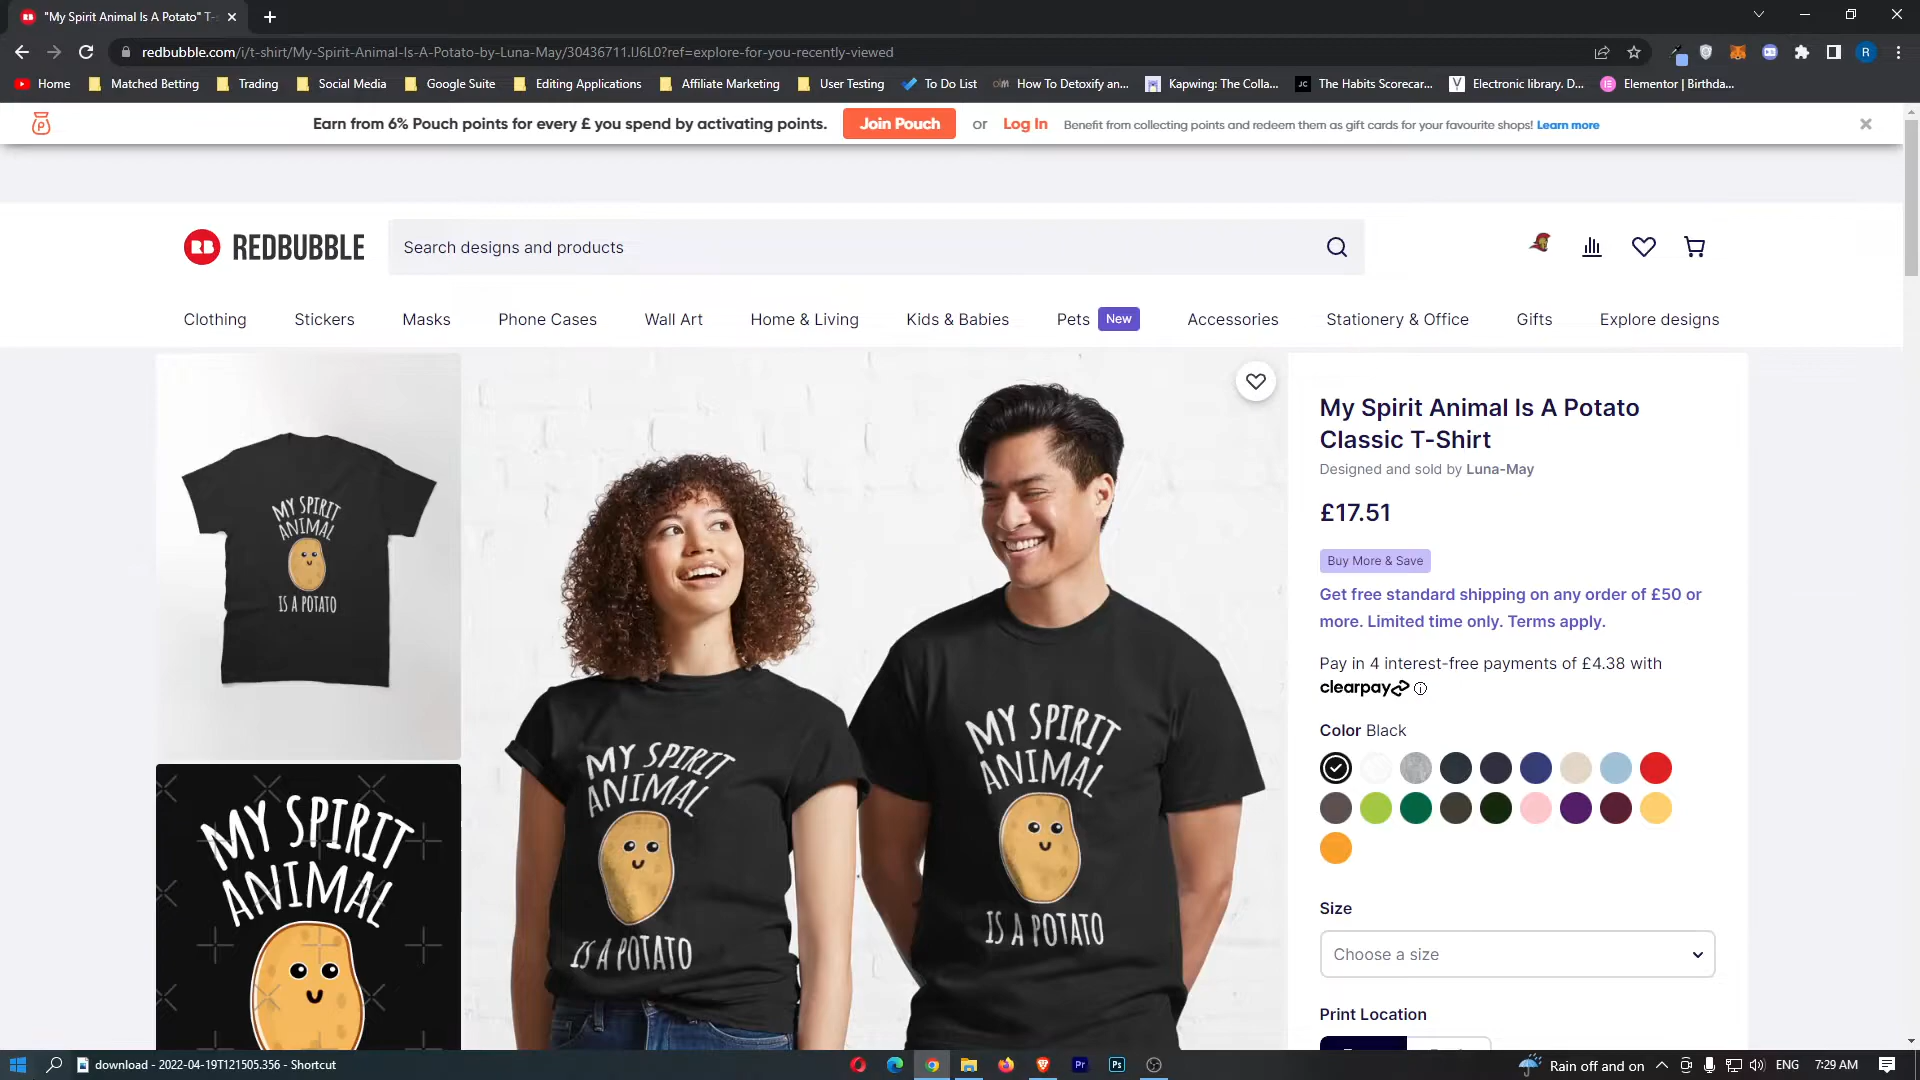 "My Spirit Animal Is A Potato" T-s
redbubble.com/i/t-shirt/My-Spirit-Animal-Is-A-Potato-by-Luna-May/30436711.IJ6L0?ref=explore-for-you-recently-viewed
R
Home
Matched Betting
Trading
Social Media
Google Suite
Editing Applications
Affiliate Marketing
User Testing
To Do List
How To Detoxify an...
Kapwing: The Colla...
JC
The Habits Scorecar...
Electronic library. D...
Elementor | Birthda...
Earn from 6% Pouch points for every £ you spend by activating points.
Join Pouch
or
Log In
Benefit from collecting points and redeem them as gift cards for your favourite shops! Learn more
RB REDBUBBLE
Search designs and products
Clothing
Stickers
Masks
Phone Cases
Wall Art
Home & Living
Kids & Babies
Pets
New
Accessories
Stationery & Office
Gifts
Explore designs
MY SPIRIT
ANIMAL
IS A POTATO
MY SPIRIT
ANIMAL
MY SPIRIT
ANIMAL
IS A POTATO
MY SPIRIT
ANIMAL
IS A POTATO
My Spirit Animal Is A Potato
Classic T-Shirt
Designed and sold by Luna-May
£17.51
Buy More & Save
Get free standard shipping on any order of £50 or
more. Limited time only. Terms apply.
Pay in 4 interest-free payments of £4.38 with
clearpay
Color Black
Size
Choose a size
Print Location
download - 2022-04-19T121505.356 - Shortcut
Pr
Ps
Rain off and on
ENG
7:29 AM